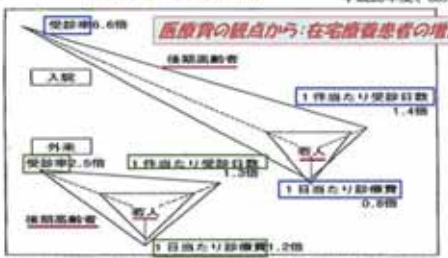 受診率6.6倍
医療費の観点から：在宅療養患者の増
後期高齢者
入院
1件当たり受診日数
1.4倍
外来
若人
受診率2.5倍
1件当たり受診日数
1.3倍
1日当たり診療費
0.8倍
若人
後期高齢者
1日当たり診療費1.2倍